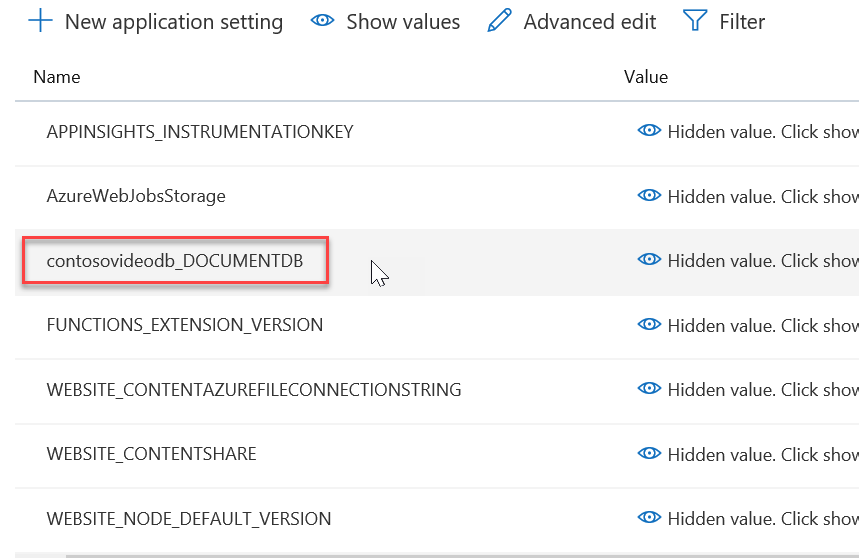 New application setting Show values Advanced edit Filter
Name Value
APPINSIGHTS_INSTRUMENTATIONKEY Hidden value. Click show
AzureWebJobsStorage Hidden value. Click show
contosovideodb_DOCUMENTDB Hidden value. Click show
FUNCTIONS_EXTENSION_VERSION Hidden value. Click show
WEBSITE_CONTENTAZUREFILECONNECTIONSTRING Hidden value. Click show
WEBSITE_CONTENTSHARE Hidden value. Click show
WEBSITE_NODE_DEFAULT_VERSION Hidden value. Click show